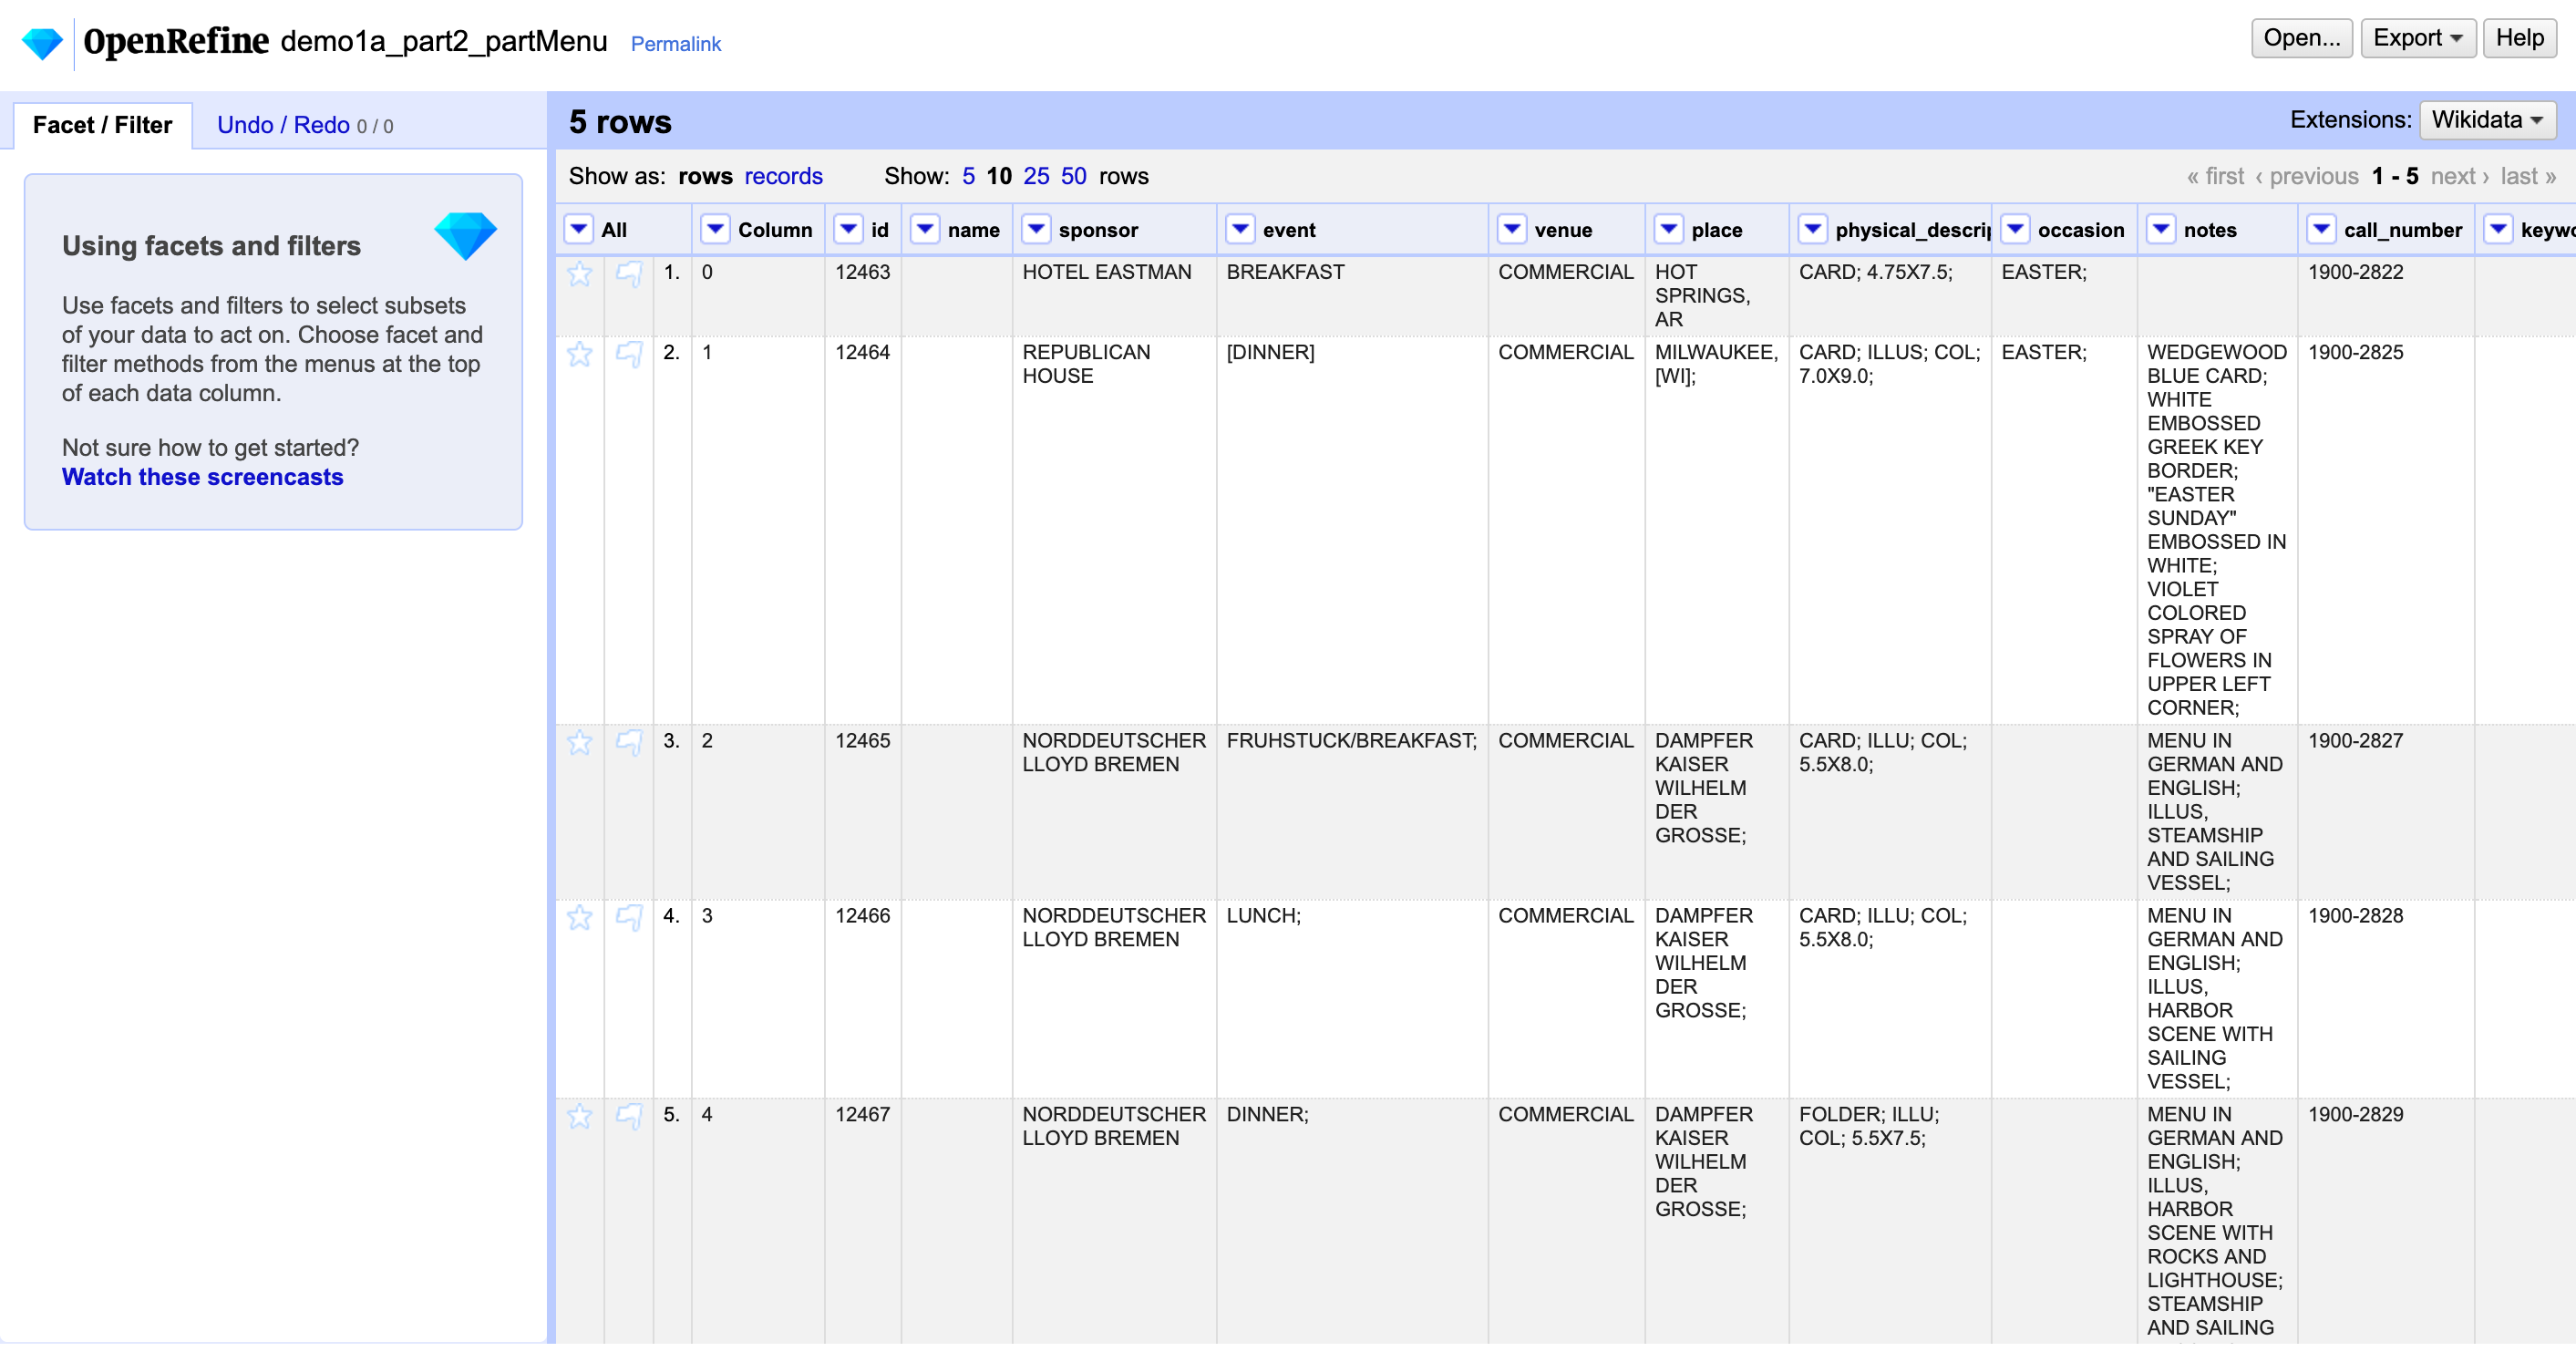 OpenRefine demo1a_part2_partMenu Permalink Open... Export Help
Facet / Filter Undo / Redo 0 / 0
Using facets and filters
Use facets and filters to select subsets
of your data to act on. Choose facet and
filter methods from the menus at the top
of each data column.
Not sure how to get started?
Watch these screencasts
5 rows Extensions: Wikidata
Show as: rows records Show: 5 10 25 50 rows « first ‹ previous 1 - 5 next › last »
All Column id name sponsor event venue place physical_descrip occasion notes call_number keywo
1. 0 12463 HOTEL EASTMAN BREAKFAST COMMERCIAL HOT CARD; 4.75X7.5; EASTER; 1900-2822
SPRINGS,
AR
2. 1 12464 REPUBLICAN [DINNER] COMMERCIAL MILWAUKEE, CARD; ILLUS; COL; EASTER; WEDGEWOOD 1900-2825
HOUSE [WI]; 7.0X9.0; BLUE CARD;
WHITE
EMBOSSED
GREEK KEY
BORDER;
"EASTER
SUNDAY"
EMBOSSED IN
WHITE;
VIOLET
COLORED
SPRAY OF
FLOWERS IN
UPPER LEFT
CORNER;
3. 2 12465 NORDDEUTSCHER FRUHSTUCK/BREAKFAST; COMMERCIAL DAMPFER CARD; ILLU; COL; MENU IN 1900-2827
LLOYD BREMEN KAISER 5.5X8.0; GERMAN AND
WILHELM ENGLISH;
DER ILLUS,
GROSSE; STEAMSHIP
AND SAILING
VESSEL;
4. 3 12466 NORDDEUTSCHER LUNCH; COMMERCIAL DAMPFER CARD; ILLU; COL; MENU IN 1900-2828
LLOYD BREMEN KAISER 5.5X8.0; GERMAN AND
WILHELM ENGLISH;
DER ILLUS,
GROSSE; HARBOR
SCENE WITH
SAILING
VESSEL;
5. 4 12467 NORDDEUTSCHER DINNER; COMMERCIAL DAMPFER FOLDER; ILLU; MENU IN 1900-2829
LLOYD BREMEN KAISER COL; 5.5X7.5; GERMAN AND
WILHELM ENGLISH;
DER ILLUS,
GROSSE; HARBOR
SCENE WITH
ROCKS AND
LIGHTHOUSE;
STEAMSHIP
AND SAILING